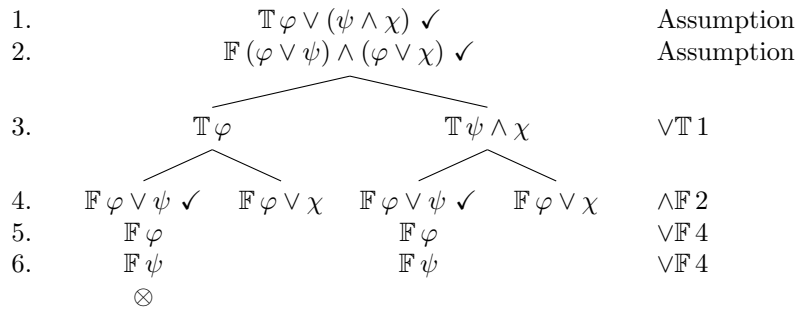 1. 𝕋 φ ∨ (ψ ∧ χ) ✓ Assumption
2. 𝔽 (φ ∨ ψ) ∧ (φ ∨ χ) ✓ Assumption
3. 𝕋 φ 𝕋 ψ ∧ χ ∨𝕋 1
4. 𝔽 φ ∨ ψ ✓ 𝔽 φ ∨ χ 𝔽 φ ∨ ψ ✓ 𝔽 φ ∨ χ ∧𝔽 2
5. 𝔽 φ 𝔽 φ ∨𝔽 4
6. 𝔽 ψ 𝔽 ψ ∨𝔽 4
⊗